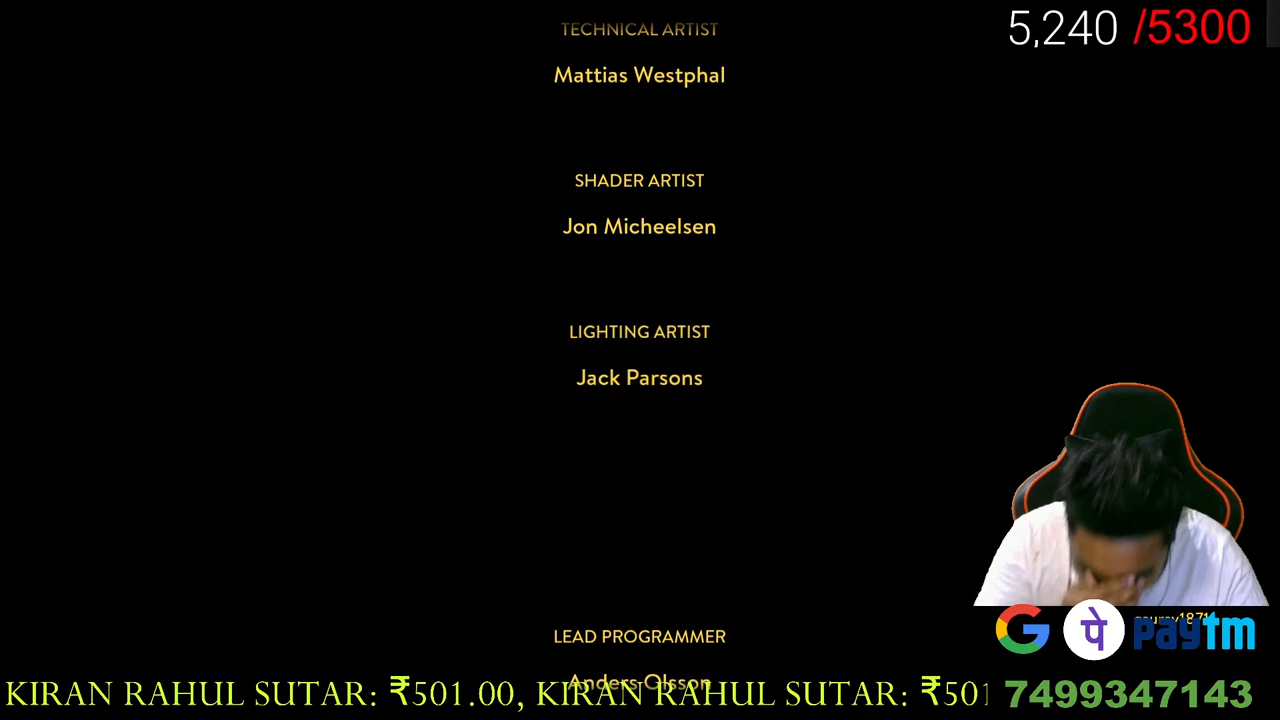 TECHNICAL ARTIST
5,240 /5300
Mattias Westphal
SHADER ARTIST
Jon Micheelsen
LIGHTING ARTIST
Jack Parsons
LEAD PROGRAMMER
G पे paytm
Anders Olsson
KIRAN RAHUL SUTAR: ₹501.00, KIRAN RAHUL SUTAR: ₹501
7499347143